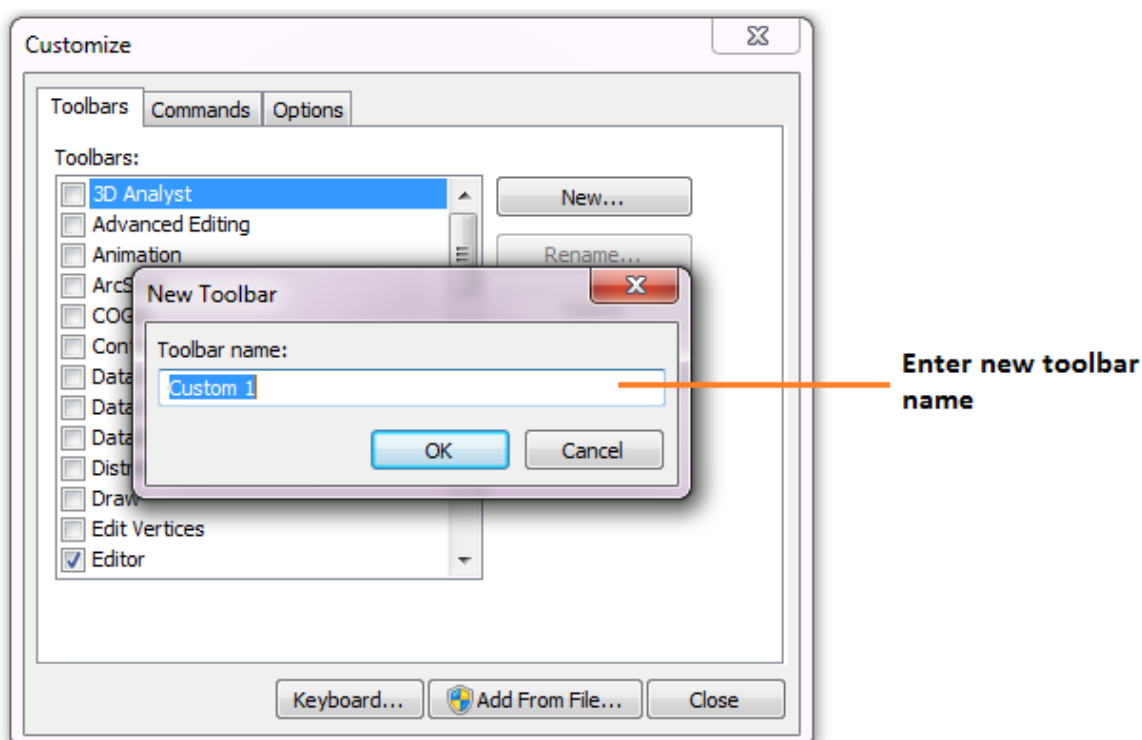 Customize
Toolbars Commands Options
Toolbars:
3D Analyst
New...
Advanced Editing
Animation
Rename...
New Toolbar
Toolbar name:
Custom 1
Enter new toolbar
name
OK Cancel
Draw
Edit Vertices
Editor
Keyboard... Add From File... Close